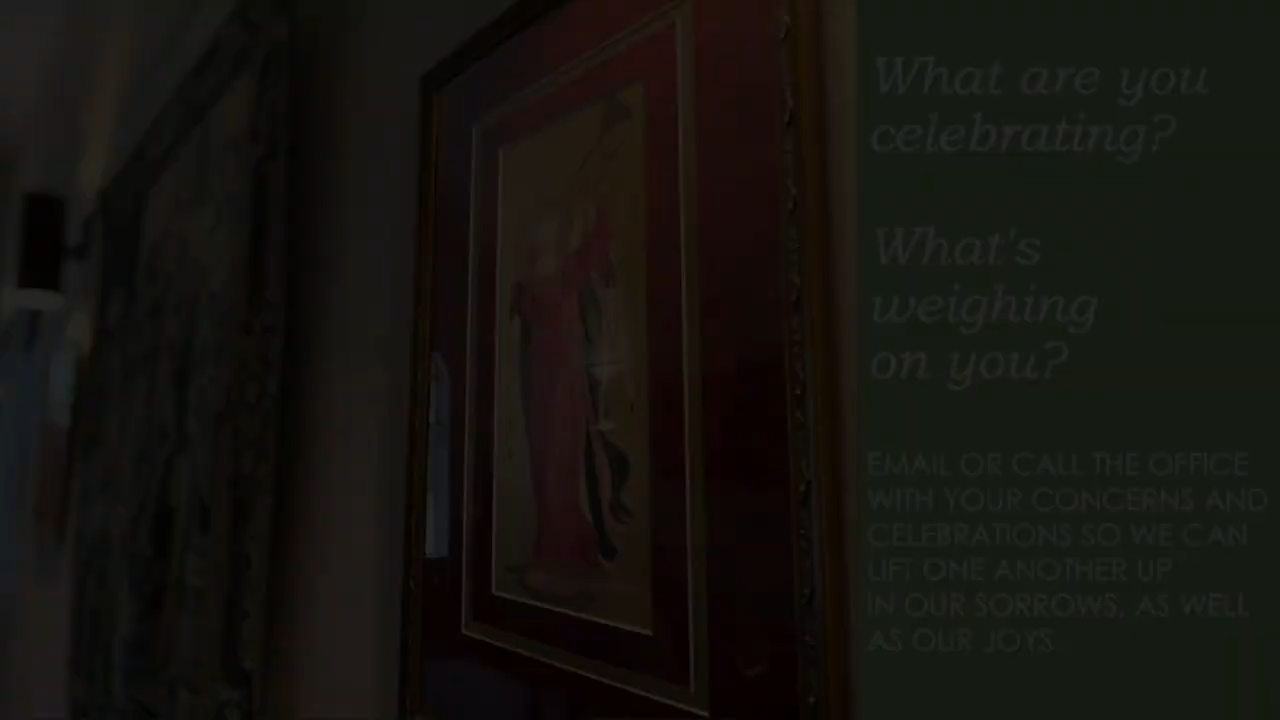 What are you
celebrating?
What's
weighing
on you?
EMAIL OR CALL THE OFFICE
WITH YOUR CONCERNS AND
CELEBRATIONS SO WE CAN
LIFT ONE ANOTHER UP
IN OUR SORROWS, AS WELL
AS OUR JOYS.